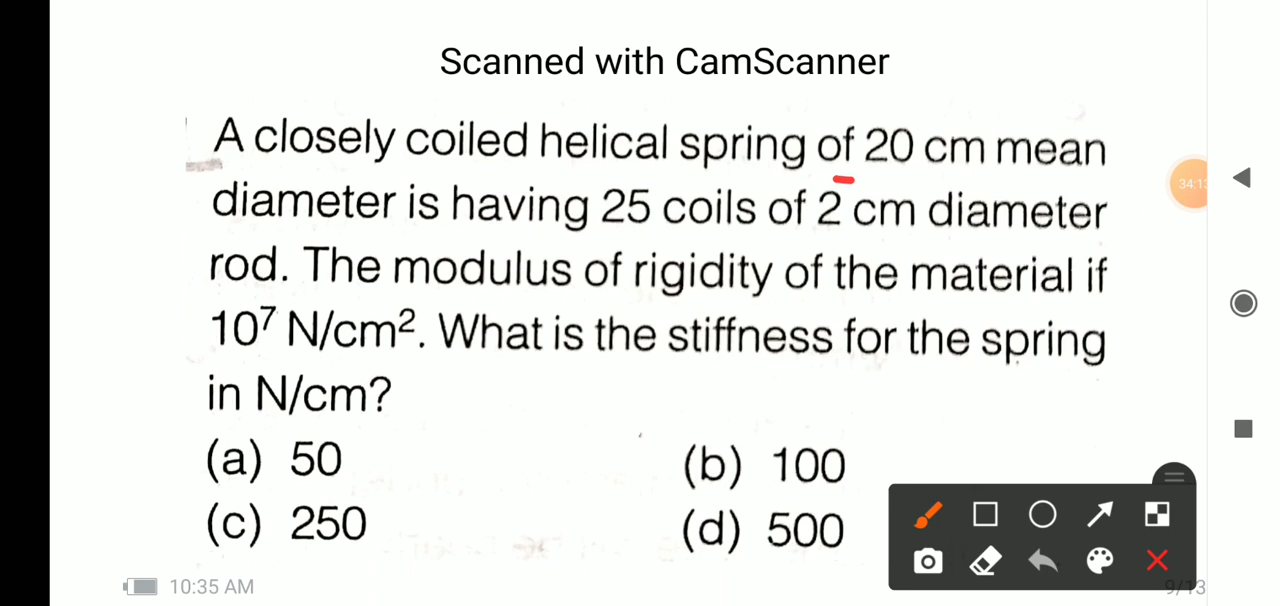 Scanned with CamScanner
A closely coiled helical spring of 20 cm mean
diameter is having 25 coils of 2 cm diameter
rod. The modulus of rigidity of the material if
10⁷ N/cm². What is the stiffness for the spring
in N/cm?
(a) 50 (b) 100
(c) 250 (d) 500
10:35 AM
9/13